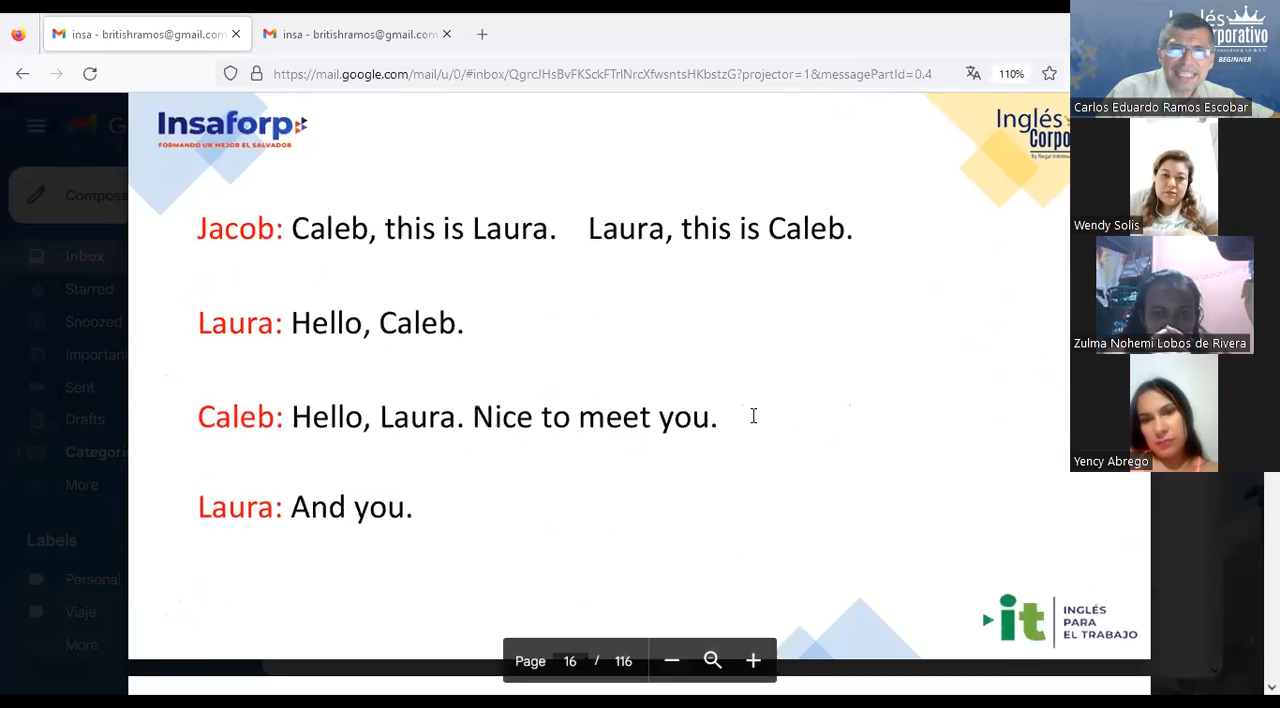 insa - britishramos@gmail.com
insa - britishramos@gmail.com
https://mail.google.com/mail/u/0/#inbox/QgrcJHsBvFKSckFTrlNrcXfwsntsHKbstzG?projector=1&messagePartId=0.4
110%
Insaforp
FORMANDO UN MEJOR EL SALVADOR
Inglés
Corpo
Inglés
Corporativo
BEGINNER
Carlos Eduardo Ramos Escobar
Wendy Solis
Zulma Nohemi Lobos de Rivera
Yency Abrego
G
Compose
Inbox
Starred
Snoozed
Important
Sent
Drafts
Categori
More
Labels
Personal
Viaje
More
Jacob: Caleb, this is Laura. Laura, this is Caleb.
Laura: Hello, Caleb.
Caleb: Hello, Laura. Nice to meet you.
Laura: And you.
it
INGLÉS
PARA
EL TRABAJO
Page 16 / 116